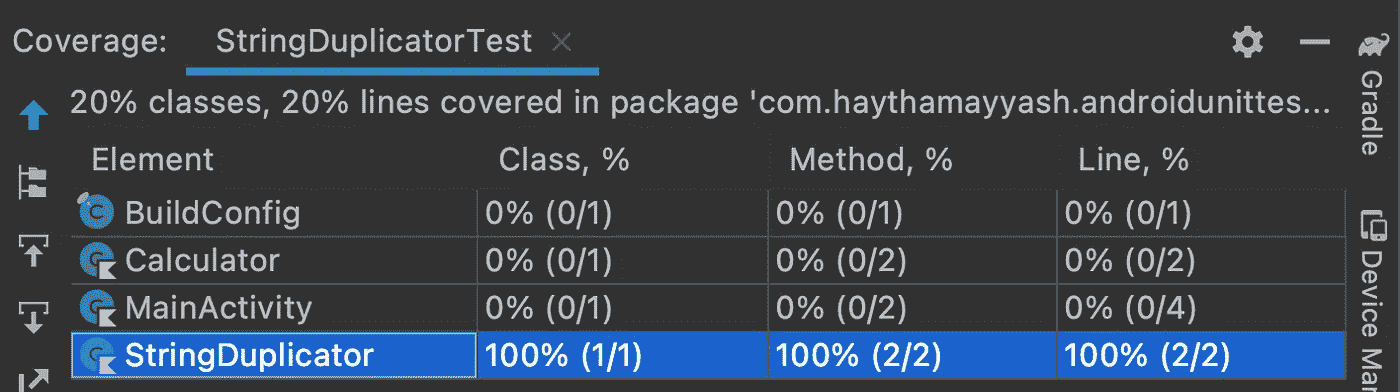 Coverage: StringDuplicatorTest
20% classes, 20% lines covered in package 'com.haythamayyash.androidunittes...
Element Class, % Method, % Line, %
BuildConfig 0% (0/1) 0% (0/1) 0% (0/1)
Calculator 0% (0/1) 0% (0/2) 0% (0/2)
MainActivity 0% (0/1) 0% (0/2) 0% (0/4)
StringDuplicator 100% (1/1) 100% (2/2) 100% (2/2)
Gradle
Device Mar